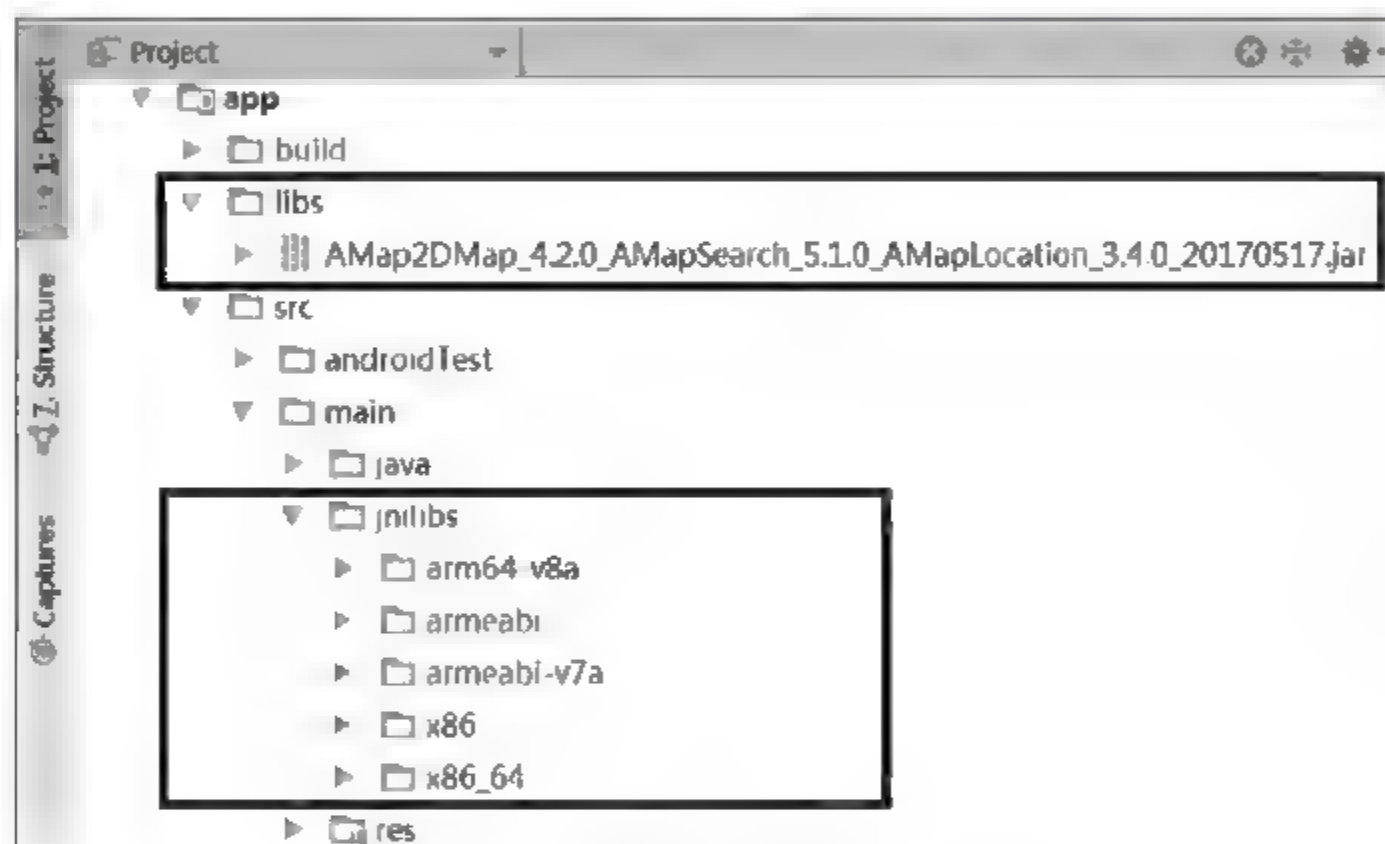 Project
1: Project
app
build
libs
AMap2DMap_4.2.0_AMapSearch_5.1.0_AMapLocation_3.4.0_20170517.jar
src
androidTest
main
java
jnilibs
arm64-v8a
armeabi
armeabi-v7a
x86
x86_64
res
7: Structure
Captures